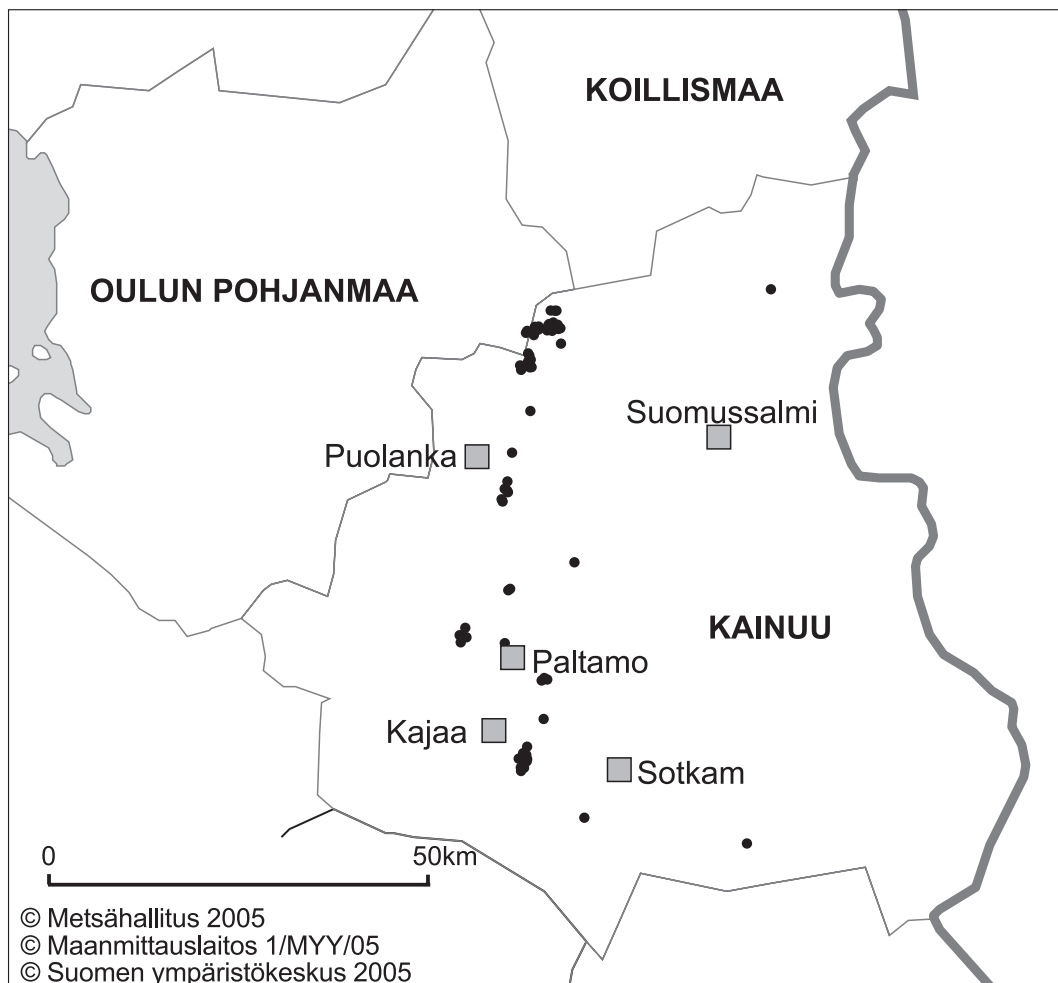 KOILLISMAA
OULUN POHJANMAA
Suomussalmi
Puolanka
KAINUU
Paltamo
Kajaa
Sotkam
0 50km
© Metsähallitus 2005
© Maanmittauslaitos 1/MYY/05
© Suomen ympäristökeskus 2005